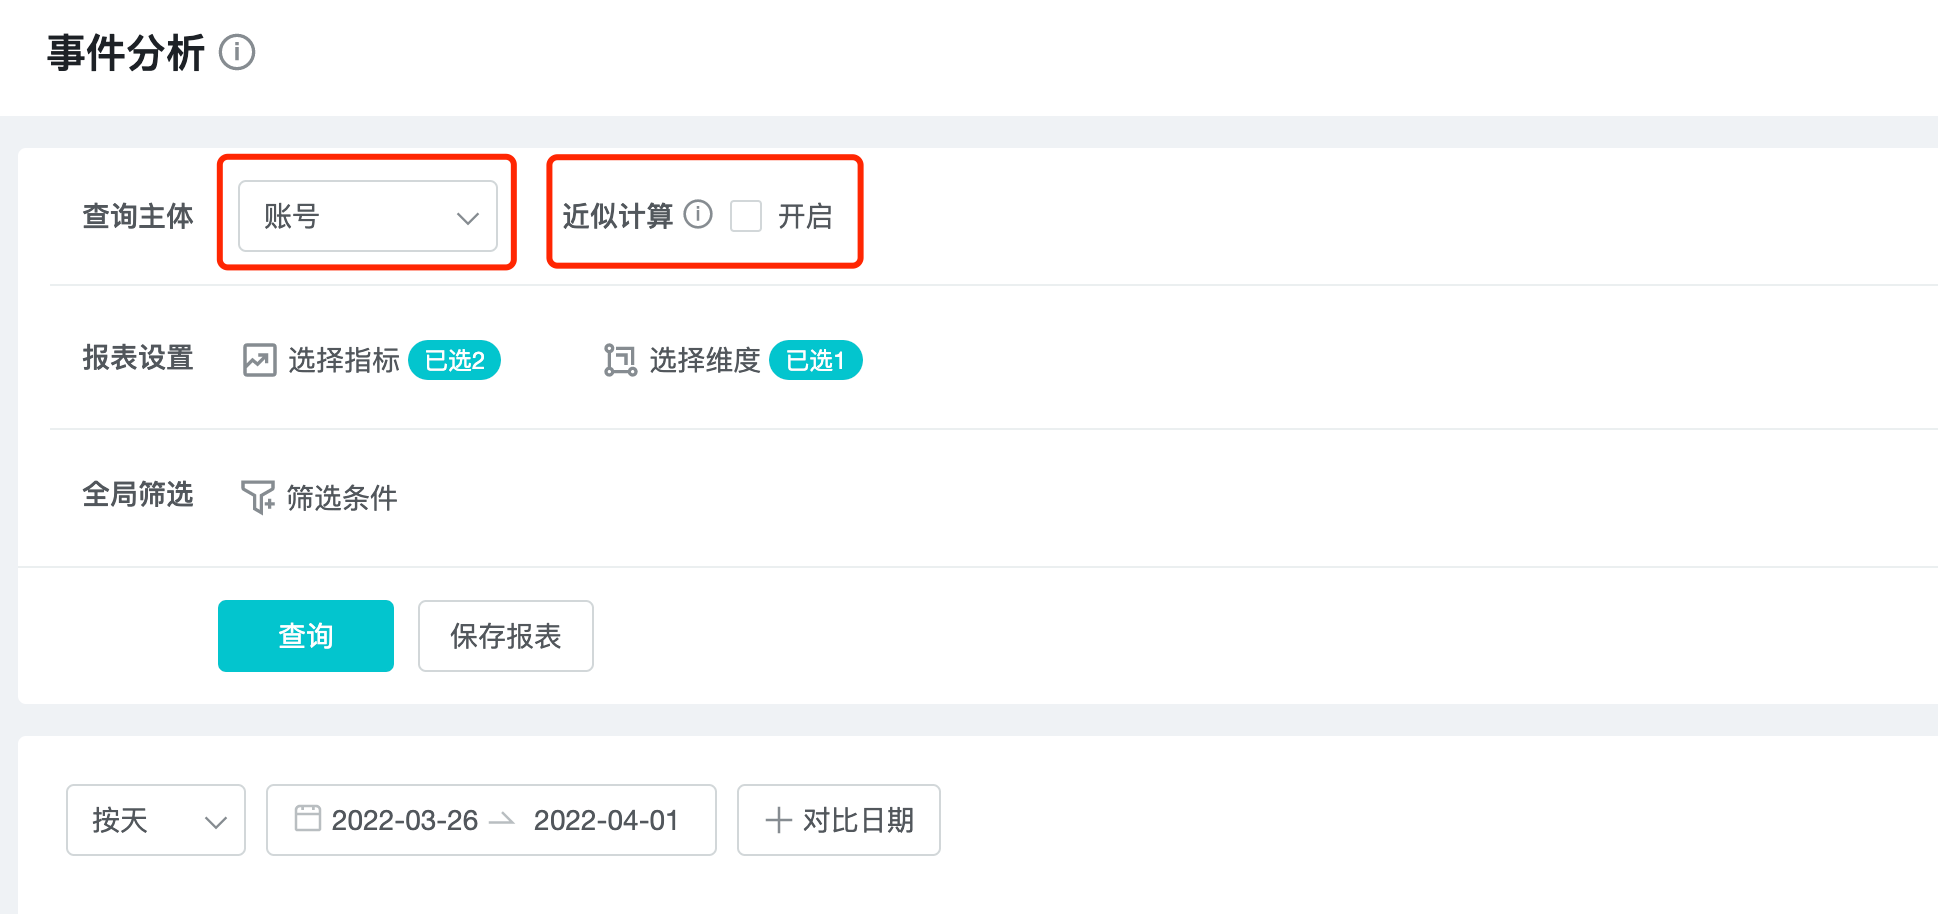 事件分析
查询主体 账号 近似计算 开启
报表设置 选择指标 已选2 选择维度 已选1
全局筛选 筛选条件
查询 保存报表
按天 2022-03-26 2022-04-01 对比日期